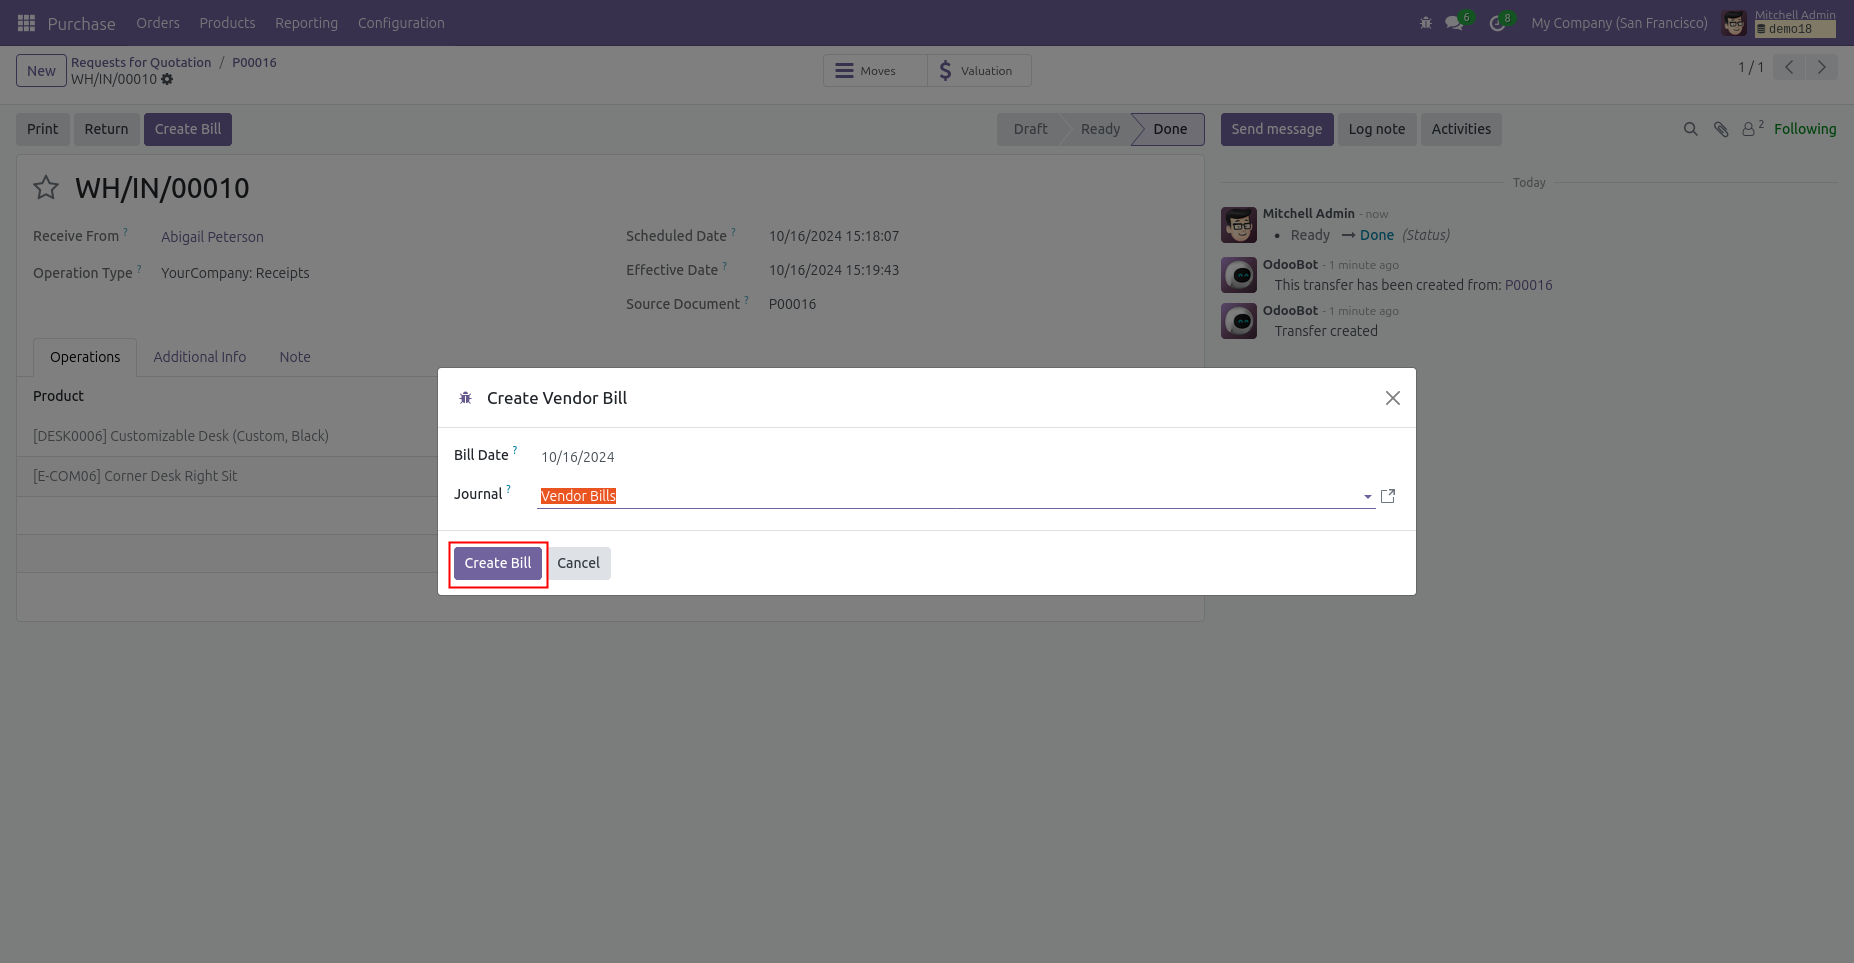 Purchase Orders Products Reporting Configuration
6 8 My Company (San Francisco) Mitchell Admin
demo18
New Requests for Quotation / P00016
WH/IN/00010
Moves Valuation
1 / 1
Print Return Create Bill
Draft Ready Done
Send message Log note Activities
2 Following
WH/IN/00010
Receive From ? Abigail Peterson
Operation Type ? YourCompany: Receipts
Scheduled Date ? 10/16/2024 15:18:07
Effective Date ? 10/16/2024 15:19:43
Source Document ? P00016
Operations Additional Info Note
Product
[DESK0006] Customizable Desk (Custom, Black)
[E-COM06] Corner Desk Right Sit
Today
Mitchell Admin - now
• Ready → Done (Status)
OdooBot - 1 minute ago
This transfer has been created from: P00016
OdooBot - 1 minute ago
Transfer created
Create Vendor Bill
Bill Date ? 10/16/2024
Journal ? Vendor Bills
Create Bill Cancel